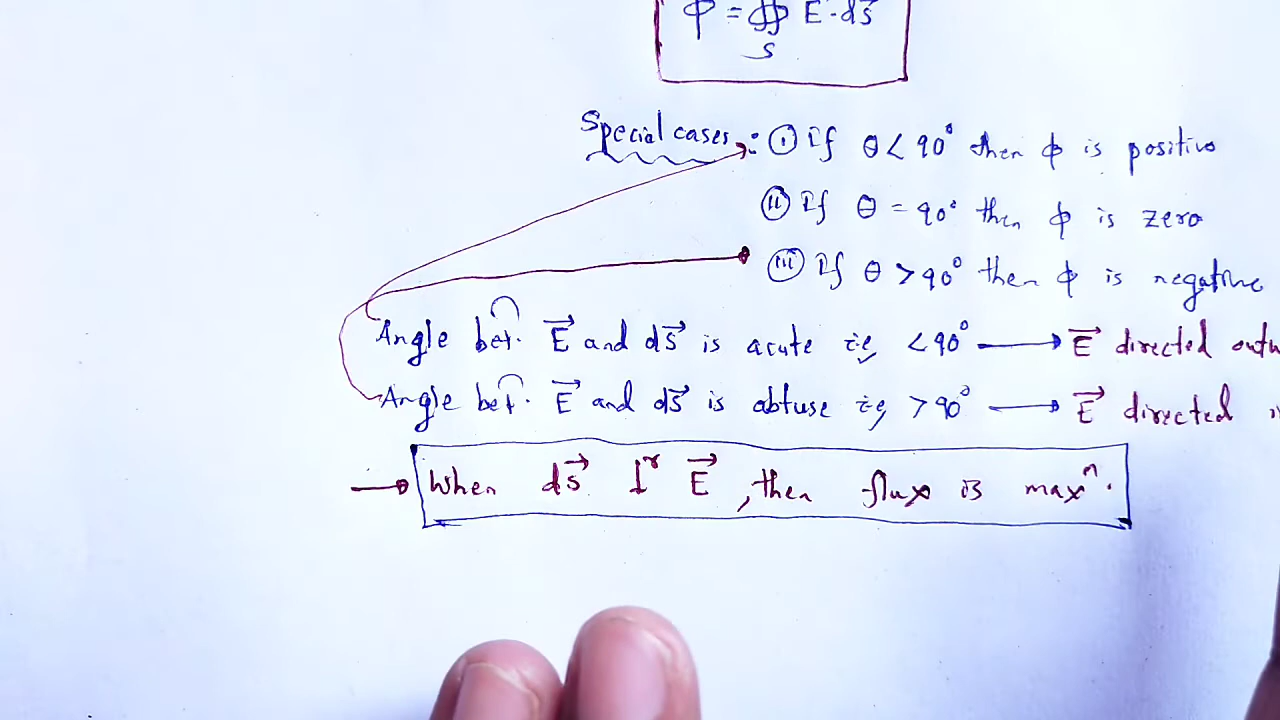 ϕ = ∯ E · ds⃗
S
Special cases : (I) If θ < 90° then ϕ is positive
(II) If θ = 90° then ϕ is zero
(III) If θ > 90° then ϕ is negative
Angle bet. E⃗ and ds⃗ is acute i.e. < 90° → E⃗ directed outw
Angle bet. E⃗ and ds⃗ is obtuse i.e. > 90° → E⃗ directed
→ When ds⃗ ⊥ʳ E⃗, then flux is maxⁿ.